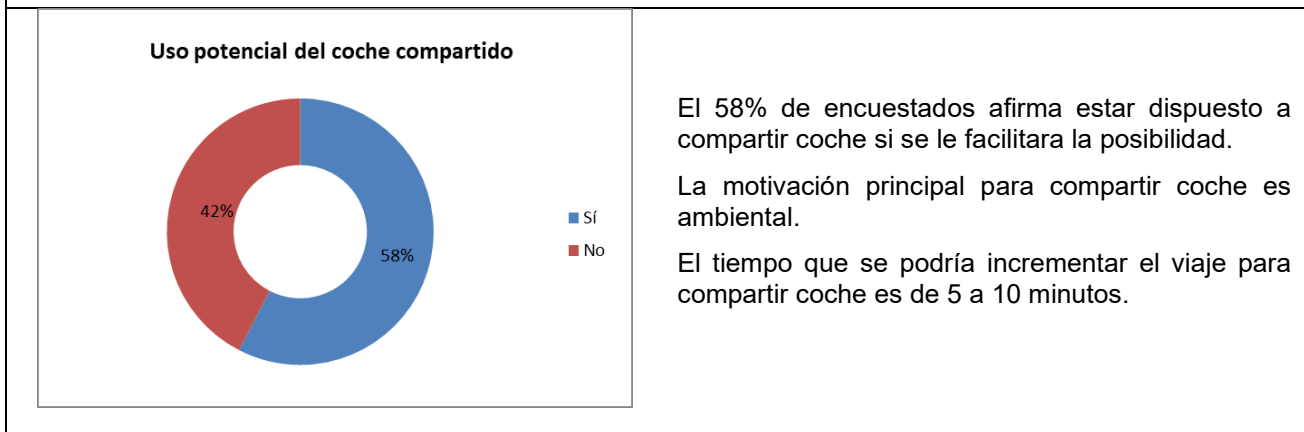 Uso potencial del coche compartido
42%
58%
Sí
No
El 58% de encuestados afirma estar dispuesto a
compartir coche si se le facilitara la posibilidad.
La motivación principal para compartir coche es
ambiental.
El tiempo que se podría incrementar el viaje para
compartir coche es de 5 a 10 minutos.